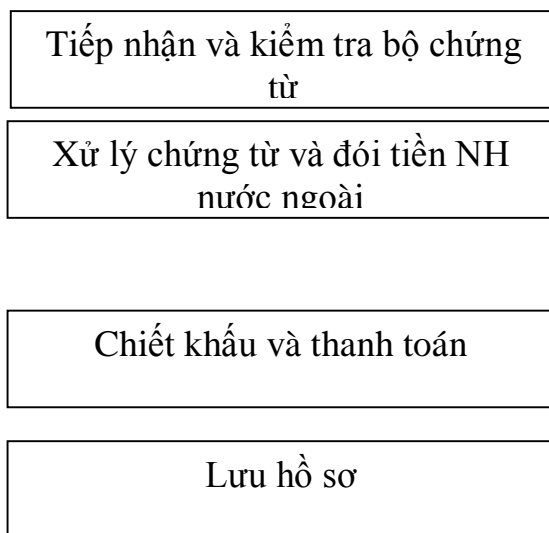 Tiếp nhận và kiểm tra bộ chứng
từ
Xử lý chứng từ và đói tiền NH
nước ngoài
Chiết khấu và thanh toán
Lưu hồ sơ